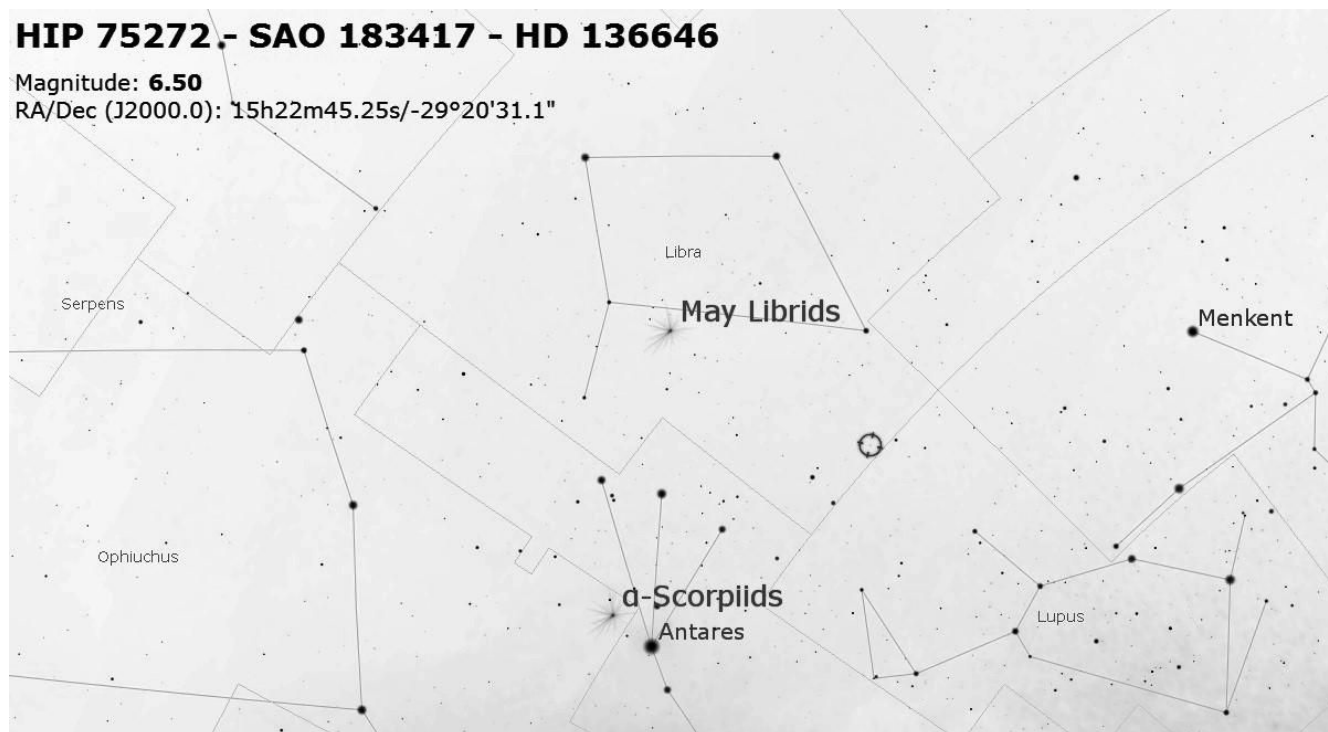 HIP 75272 - SAO 183417 - HD 136646
Magnitude: 6.50
RA/Dec (J2000.0): 15h22m45.25s/-29°20'31.1"
Libra
Serpens
May Librids
Menkent
Ophiuchus
α-Scorpiids
Lupus
Antares